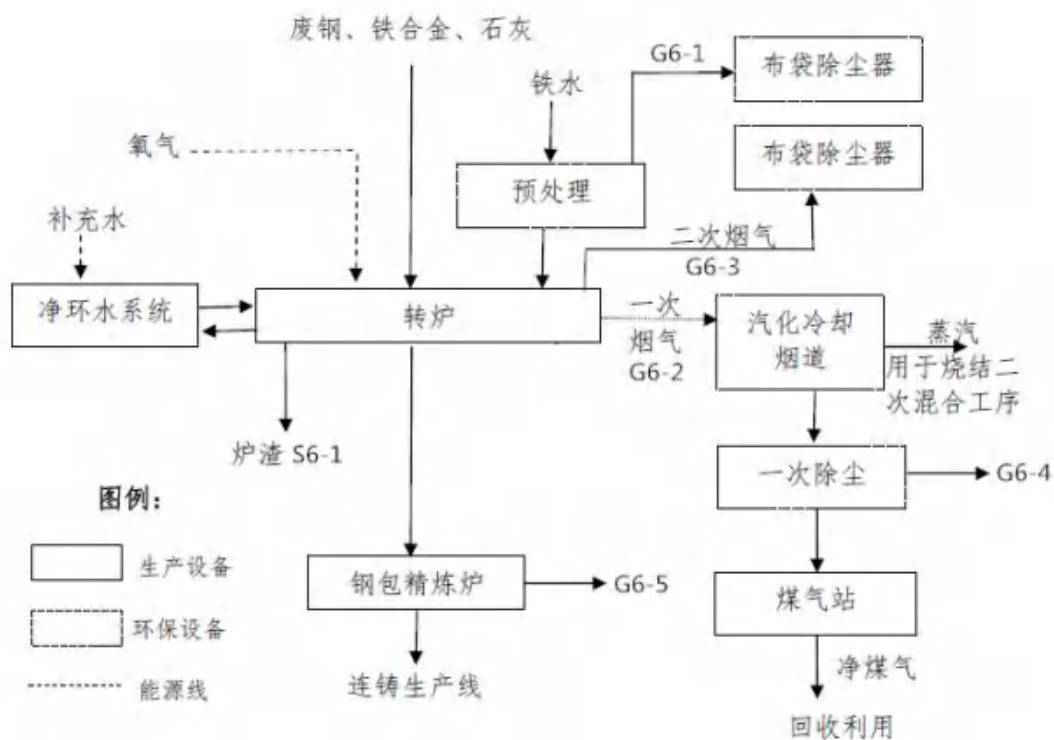 废钢、铁合金、石灰
G6-1
布袋除尘器
铁水
氧气
布袋除尘器
预处理
补充水
二次烟气
G6-3
净环水系统
转炉
一次
烟气
G6-2
汽化冷却
烟道
蒸汽
用于烧结二
次混合工序
炉渣 S6-1
一次除尘
G6-4
图例：
生产设备
钢包精炼炉
G6-5
煤气站
环保设备
净煤气
连铸生产线
能源线
回收利用